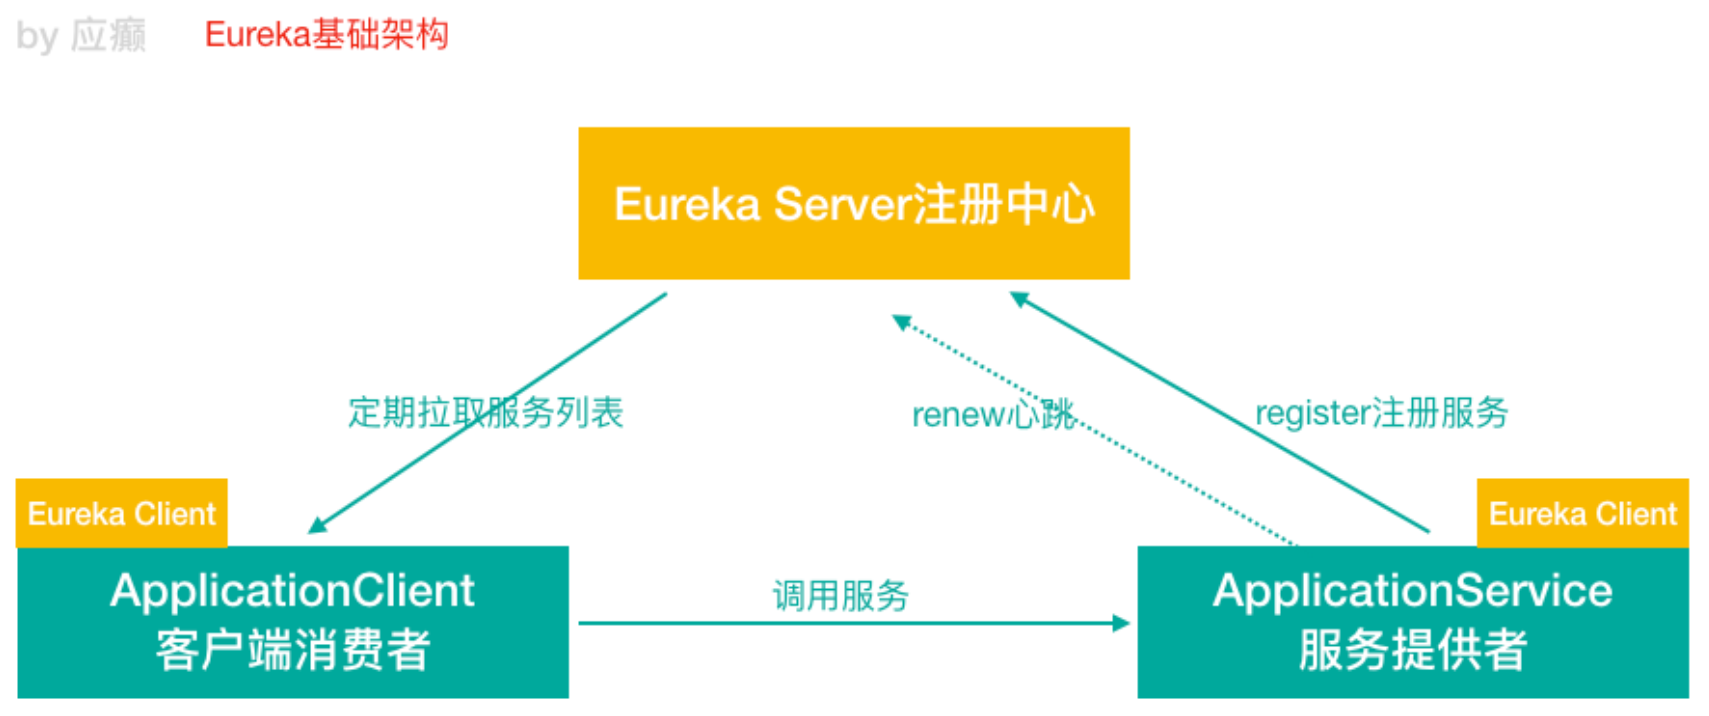 by 应癫
Eureka基础架构
Eureka Server注册中心
定期拉取服务列表
renew心跳
register注册服务
Eureka Client
Eureka Client
ApplicationClient
客户端消费者
调用服务
ApplicationService
服务提供者